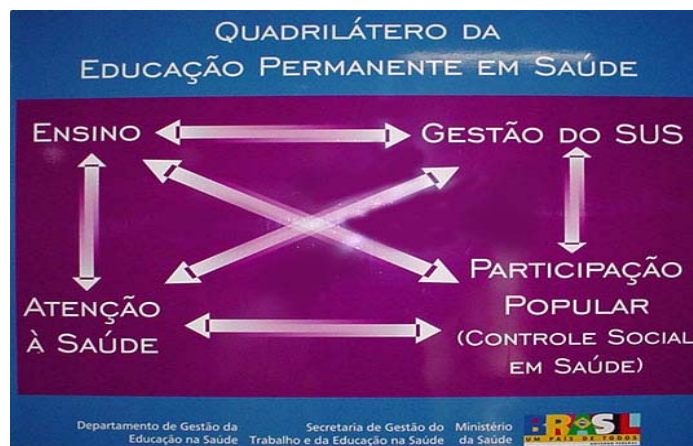 QUADRILÁTERO DA
EDUCAÇÃO PERMANENTE EM SAÚDE
ENSINO
GESTÃO DO SUS
ATENÇÃO
À SAÚDE
PARTICIPAÇÃO
POPULAR
(CONTROLE SOCIAL
EM SAÚDE)
Departamento de Gestão da
Educação na Saúde
Secretaria de Gestão do
Trabalho e da Educação na Saúde
Ministério
da Saúde
BRASIL
UM PAÍS DE TODOS
GOVERNO FEDERAL